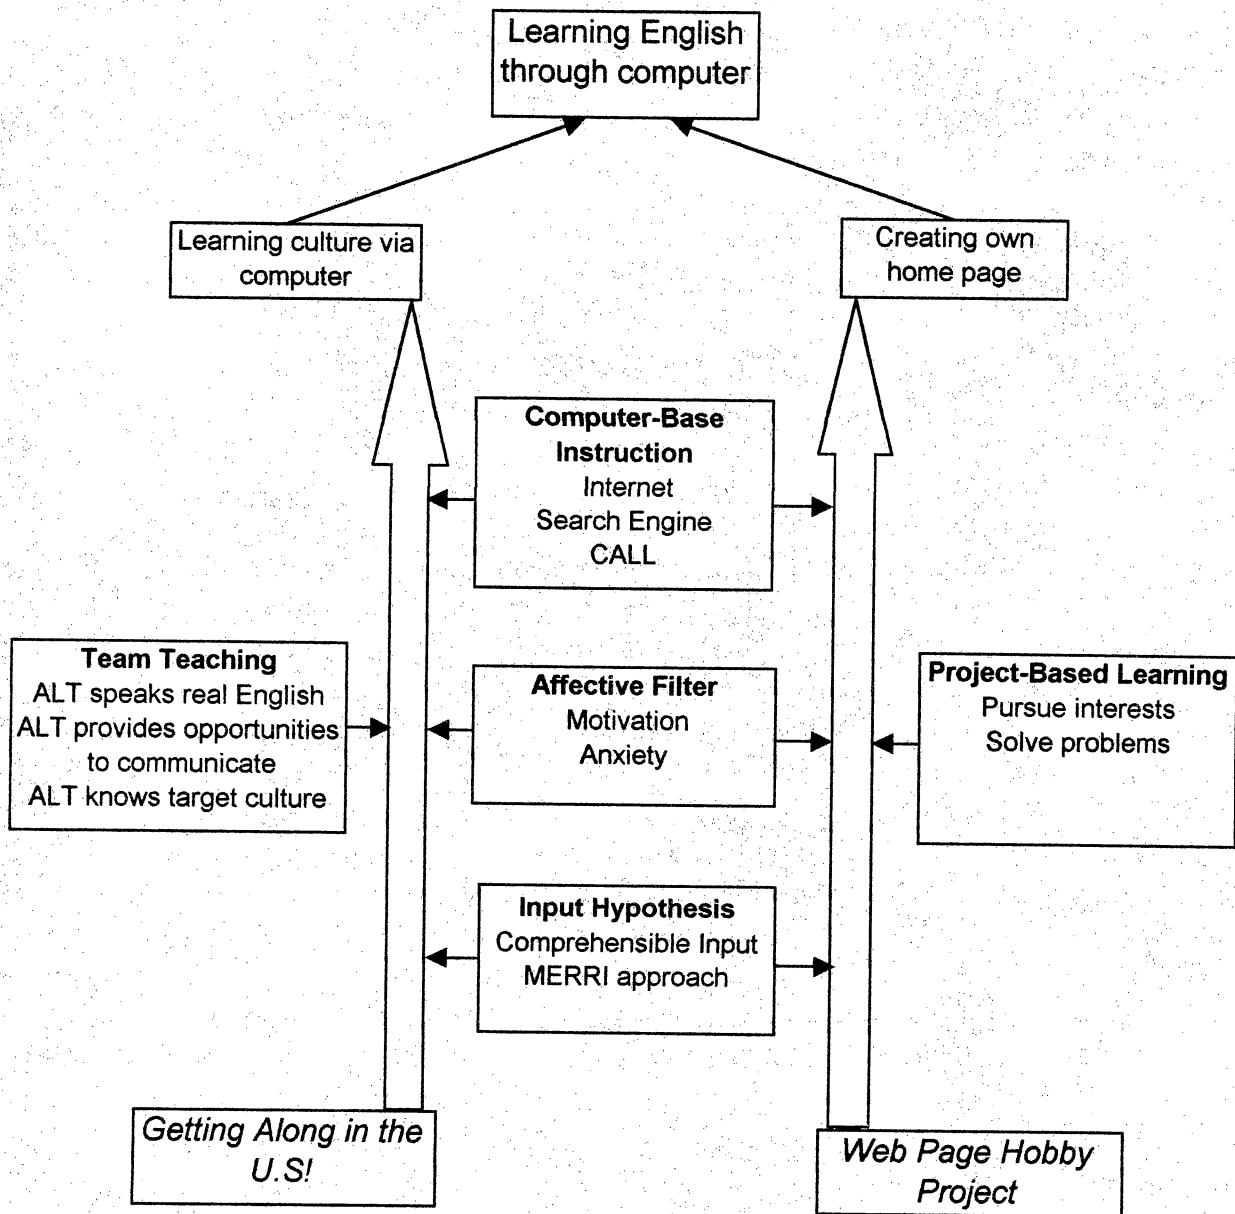 Learning English
through computer
Learning culture via
computer
Creating own
home page
Computer-Base
Instruction
Internet
Search Engine
CALL
Team Teaching
ALT speaks real English
ALT provides opportunities
to communicate
ALT knows target culture
Affective Filter
Motivation
Anxiety
Project-Based Learning
Pursue interests
Solve problems
Input Hypothesis
Comprehensible Input
MERRI approach
Getting Along in the
U.S!
Web Page Hobby
Project